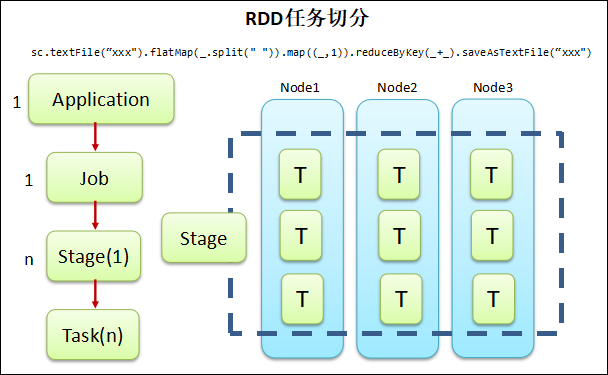 RDD任务切分
sc.textFile(“xxx").flatMap(_.split(" ")).map((_,1)).reduceByKey(_+_).saveAsTextFile(“xxx")
Node1 Node2 Node3
1 Application
1 Job
n Stage(1)
Task(n)
Stage
T T T
T T T
T T T